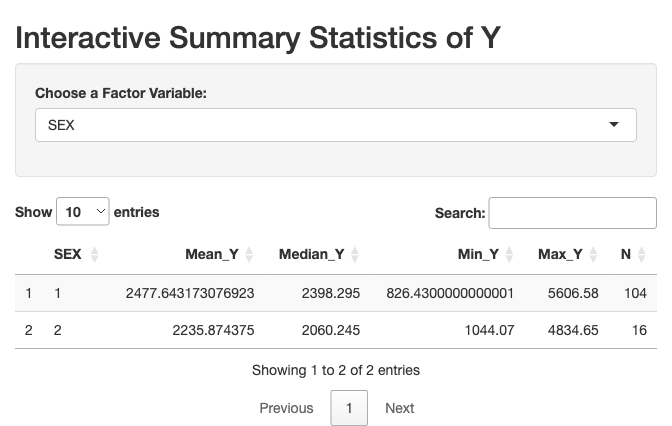 Interactive Summary Statistics of Y
Choose a Factor Variable:
SEX
Show 10 entries Search:
SEX Mean_Y Median_Y Min_Y Max_Y N
1 1 2477.643173076923 2398.295 826.4300000000001 5606.58 104
2 2 2235.874375 2060.245 1044.07 4834.65 16
Showing 1 to 2 of 2 entries
Previous 1 Next